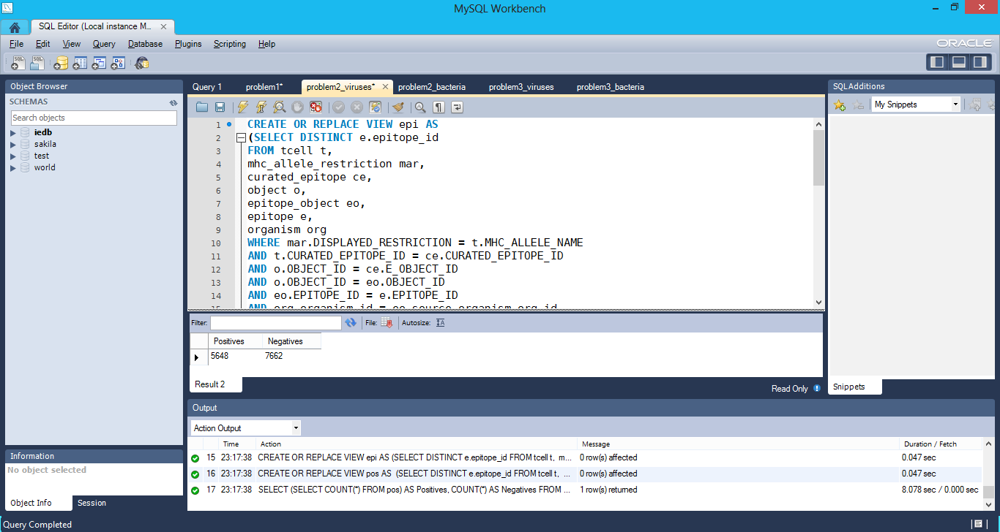 MySQL Workbench
SQL Editor (Local instance M...
File Edit View Query Database Plugins Scripting Help
ORACLE
Object Browser
SCHEMAS
Search objects
iedb
sakila
test
world
Information
No object selected
Object Info Session
Query 1 problem1* problem2_viruses* problem2_bacteria problem3_viruses problem3_bacteria
1 CREATE OR REPLACE VIEW epi AS
2 (SELECT DISTINCT e.epitope_id
3 FROM tcell t,
4 mhc_allele_restriction mar,
5 curated_epitope ce,
6 object o,
7 epitope_object eo,
8 epitope e,
9 organism org
10 WHERE mar.DISPLAYED_RESTRICTION = t.MHC_ALLELE_NAME
11 AND t.CURATED_EPITOPE_ID = ce.CURATED_EPITOPE_ID
12 AND o.OBJECT_ID = ce.E_OBJECT_ID
13 AND o.OBJECT_ID = eo.OBJECT_ID
14 AND eo.EPITOPE_ID = e.EPITOPE_ID
Filter: File: Autosize:
Positives Negatives
5648 7662
Result 2
Read Only
SQLAdditions
My Snippets
Snippets
Output
Action Output
Time Action Message Duration / Fetch
15 23:17:38 CREATE OR REPLACE VIEW epi AS (SELECT DISTINCT e.epitope_id FROM tcell t, m... 0 row(s) affected 0.047 sec
16 23:17:38 CREATE OR REPLACE VIEW pos AS (SELECT DISTINCT e.epitope_id FROM tcell t, ... 0 row(s) affected 0.047 sec
17 23:17:38 SELECT (SELECT COUNT(*) FROM pos) AS Positives, COUNT(*) AS Negatives FROM ... 1 row(s) returned 8.078 sec / 0.000 sec
Query Completed